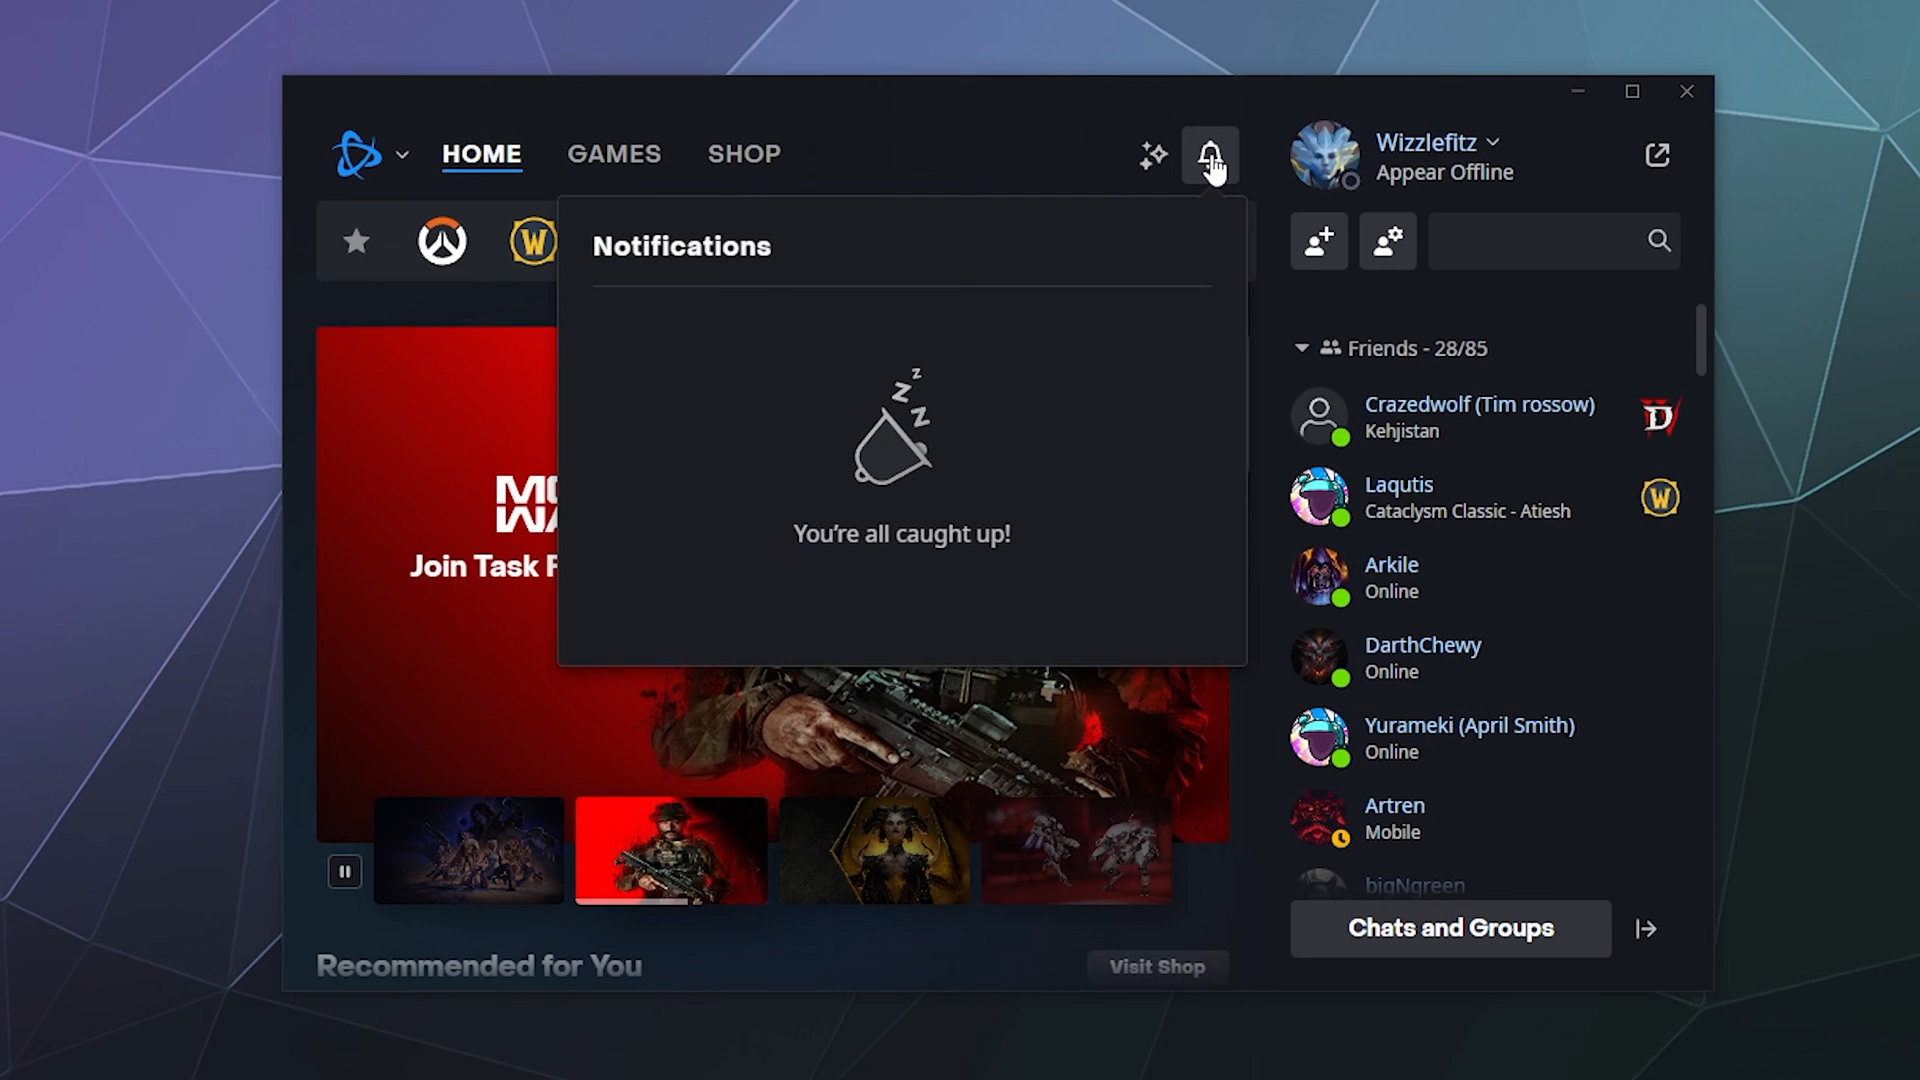 HOME
GAMES
SHOP
Wizzlefitz
Appear Offline
W
Notifications
z
z
z
You're all caught up!
Join Task F
Friends - 28/85
Crazedwolf (Tim rossow)
Kehjistan
D
Laqutis
Cataclysm Classic - Atiesh
W
Arkile
Online
DarthChewy
Online
Yurameki (April Smith)
Online
Artren
Mobile
bigNgreen
Chats and Groups
Recommended for You
Visit Shop